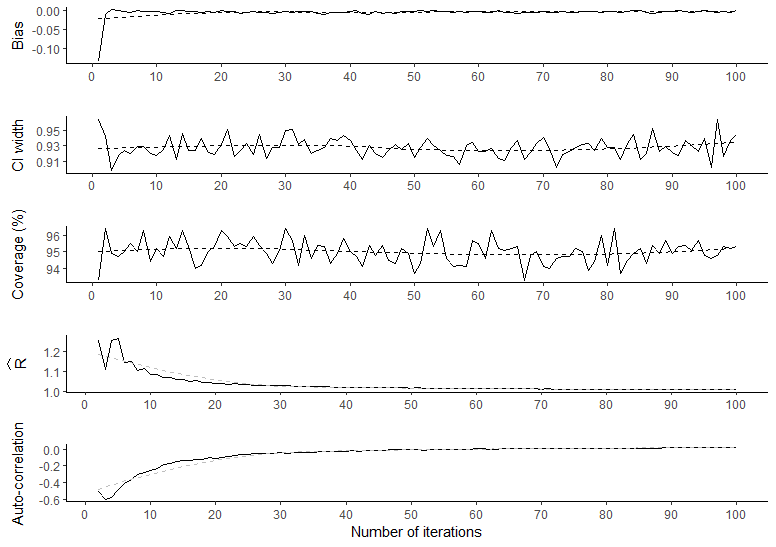 Bias
0.00
-0.05
-0.10
0 10 20 30 40 50 60 70 80 90 100
CI width
0.95
0.93
0.91
0 10 20 30 40 50 60 70 80 90 100
Coverage (%)
96
95
94
0 10 20 30 40 50 60 70 80 90 100
R̂
1.2
1.1
1.0
0 10 20 30 40 50 60 70 80 90 100
Auto-correlation
0.0
-0.2
-0.4
-0.6
0 10 20 30 40 50 60 70 80 90 100
Number of iterations